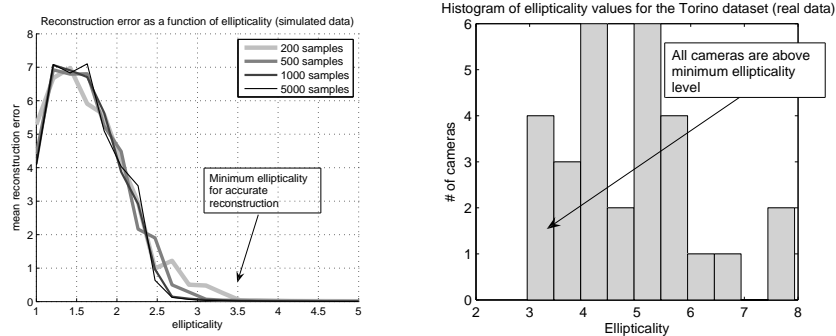 Reconstruction error as a function of ellipticality (simulated data)
8
7
6
5
4
3
2
1
0
mean reconstruction error
200 samples
500 samples
1000 samples
5000 samples
Minimum ellipticality
for accurate
reconstruction
1 1.5 2 2.5 3 3.5 4 4.5 5
ellipticality
Histogram of ellipticality values for the Torino dataset (real data)
6
5
4
3
2
1
0
# of cameras
All cameras are above
minimum ellipticality
level
2 3 4 5 6 7 8
Ellipticality